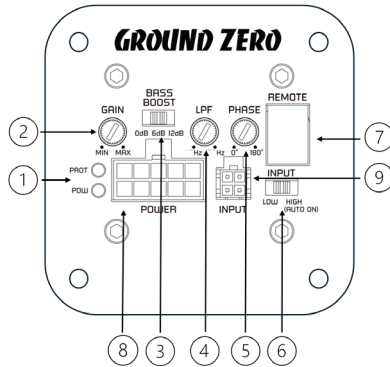 GROUND ZERO
BASS
BOOST
GAIN
LPF
PHASE
REMOTE
0dB 6dB 12dB
MIN MAX
Hz Hz
0° 180°
PROT
POW
INPUT
LOW HIGH
(AUTO ON)
POWER
INPUT
2
1
7
9
8
3
4
5
6